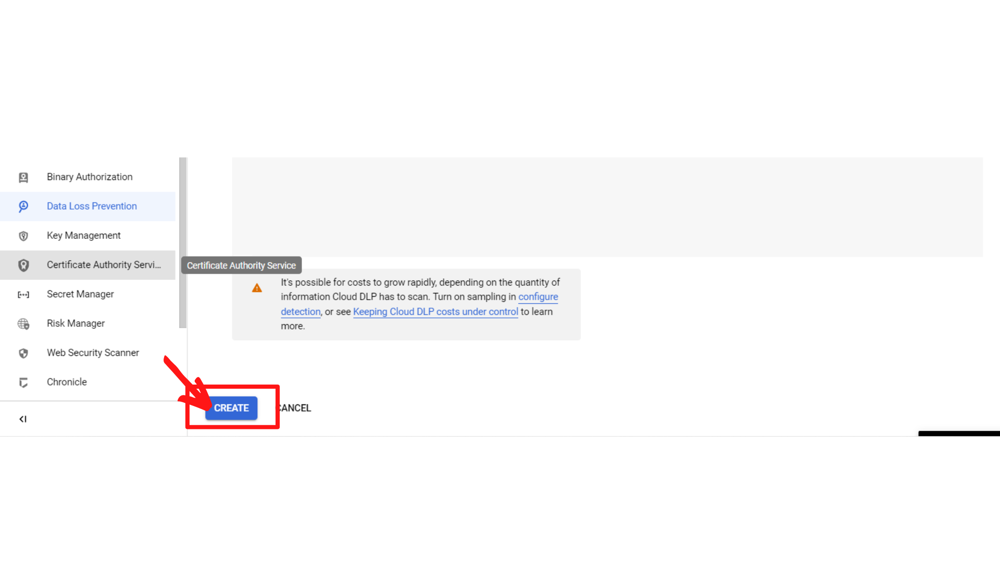 Binary Authorization
Data Loss Prevention
Key Management
Certificate Authority Servi...
Certificate Authority Service
Secret Manager
Risk Manager
Web Security Scanner
Chronicle
It's possible for costs to grow rapidly, depending on the quantity of
information Cloud DLP has to scan. Turn on sampling in configure
detection, or see Keeping Cloud DLP costs under control to learn
more.
CREATE
CANCEL